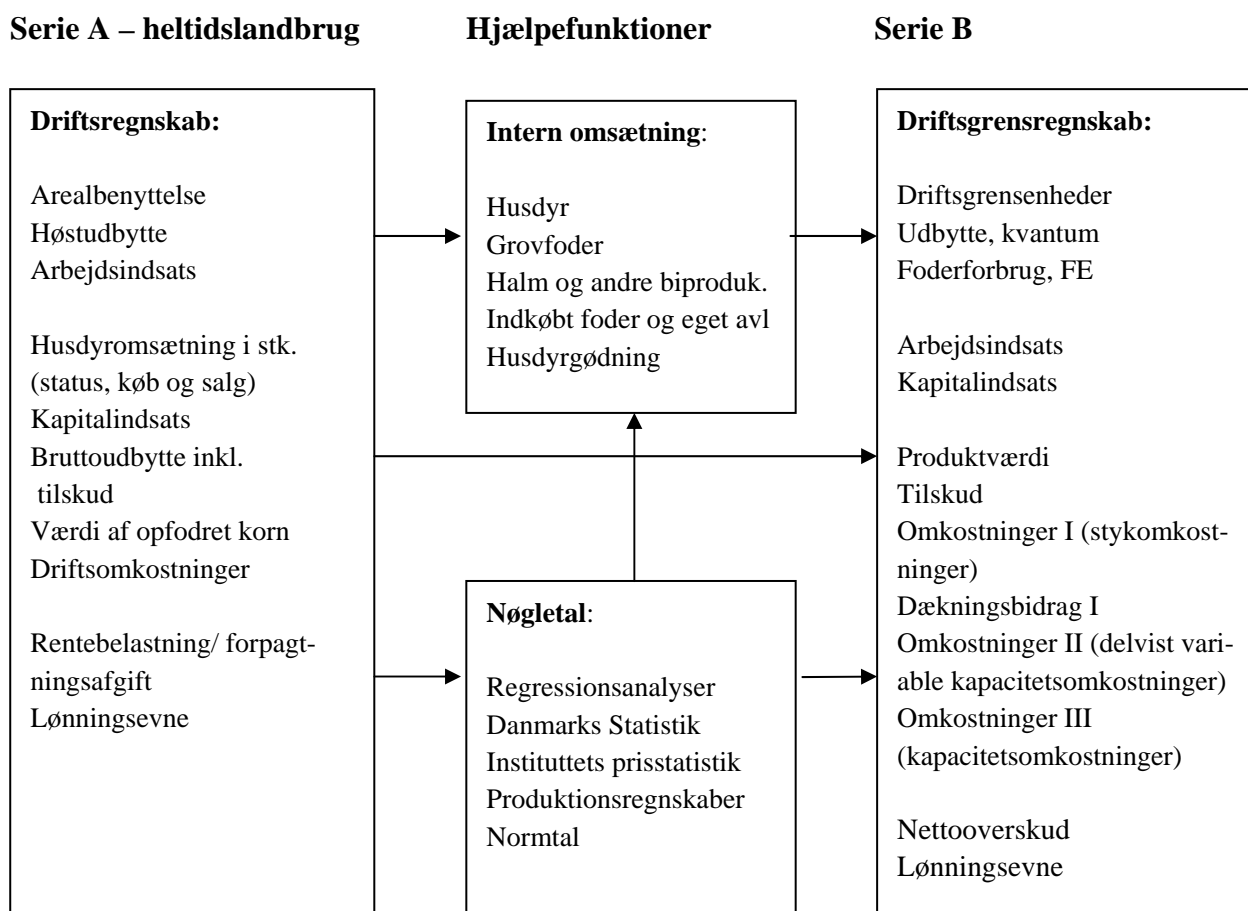 Serie A – heltidslandbrug
Hjælpefunktioner
Serie B
Driftsregnskab:
Arealbenyttelse
Høstudbytte
Arbejdsindsats
Husdyromsætning i stk.
(status, køb og salg)
Kapitalindsats
Bruttoudbytte inkl.
tilskud
Værdi af opfodret korn
Driftsomkostninger
Rentebelastning/ forpagt-
ningsafgift
Lønningsevne
Intern omsætning:
Husdyr
Grovfoder
Halm og andre biproduk.
Indkøbt foder og eget avl
Husdyrgødning
Nøgletal:
Regressionsanalyser
Danmarks Statistik
Instituttets prisstatistik
Produktionsregnskaber
Normtal
Driftsgrensregnskab:
Driftsgrensenheder
Udbytte, kvantum
Foderforbrug, FE
Arbejdsindsats
Kapitalindsats
Produktværdi
Tilskud
Omkostninger I (stykomkost-
ninger)
Dækningsbidrag I
Omkostninger II (delvist vari-
able kapacitetsomkostninger)
Omkostninger III
(kapacitetsomkostninger)
Nettooverskud
Lønningsevne